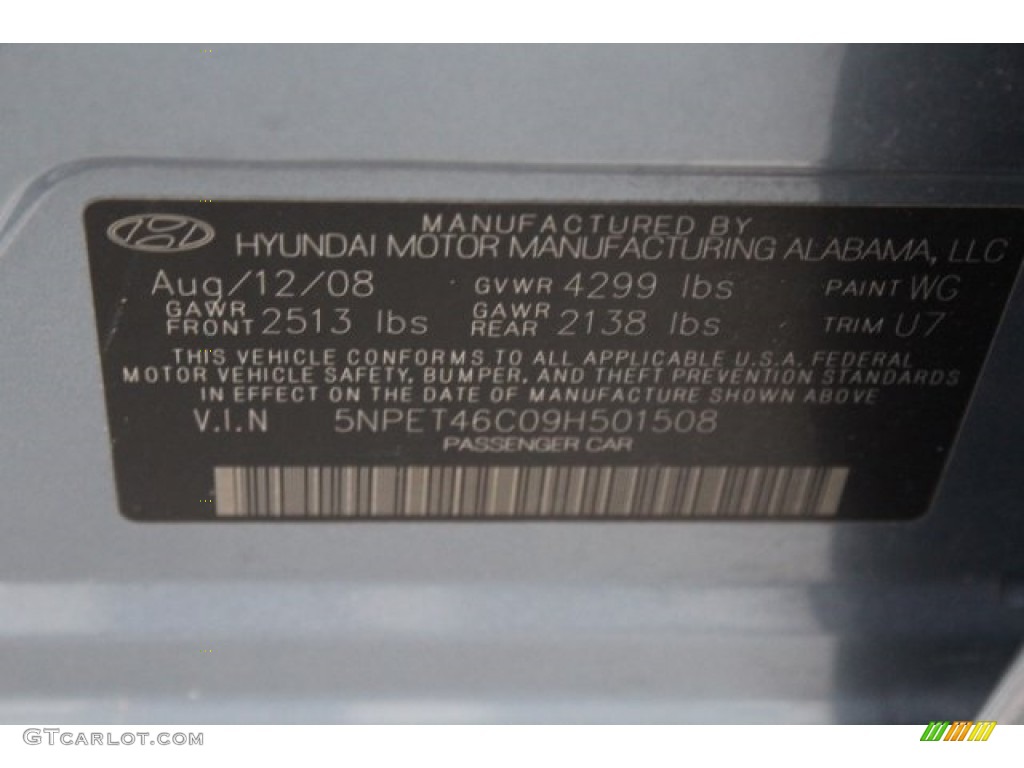 MANUFACTURED BY
HYUNDAI MOTOR MANUFACTURING ALABAMA, LLC
Aug/12/08 GVWR 4299 lbs PAINT WG
GAWR FRONT 2513 lbs GAWR REAR 2138 lbs TRIM U7
THIS VEHICLE CONFORMS TO ALL APPLICABLE U.S.A. FEDERAL
MOTOR VEHICLE SAFETY, BUMPER, AND THEFT PREVENTION STANDARDS
IN EFFECT ON THE DATE OF MANUFACTURE SHOWN ABOVE
V.I.N 5NPET46C09H501508
PASSENGER CAR
GTCARLOT.COM